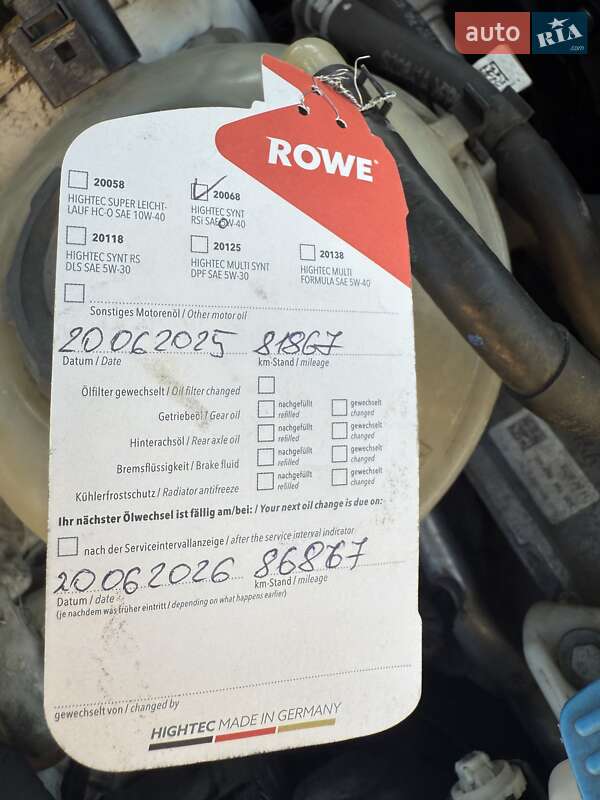 auto RIA.com
ROWE
20058
HIGHTEC SUPER LEICHT-
LAUF HC-O SAE 10W-40
20068
HIGHTEC SYNT
RSi SAE 0W-40
20118
HIGHTEC SYNT RS
DLS SAE 5W-30
20125
HIGHTEC MULTI SYNT
DPF SAE 5W-30
20138
HIGHTEC MULTI
FORMULA SAE 5W-40
Sonstiges Motorenöl / Other motor oil
20 06 2025 81867
Datum / Date km-Stand / mileage
Ölfilter gewechselt / Oil filter changed
Getriebeöl / Gear oil nachgefüllt gewechselt
refilled changed
Hinterachsöl / Rear axle oil nachgefüllt gewechselt
refilled changed
Bremsflüssigkeit / Brake fluid nachgefüllt gewechselt
refilled changed
Kühlerfrostschutz / Radiator antifreeze nachgefüllt gewechselt
refilled changed
Ihr nächster Ölwechsel ist fällig am/bei: / Your next oil change is due on:
nach der Serviceintervallanzeige / after the service interval indicator
20 06 2026 86867
Datum / date km-Stand / mileage
(je nachdem was früher eintritt / depending on what happens earlier)
gewechselt von / changed by
HIGHTEC MADE IN GERMANY